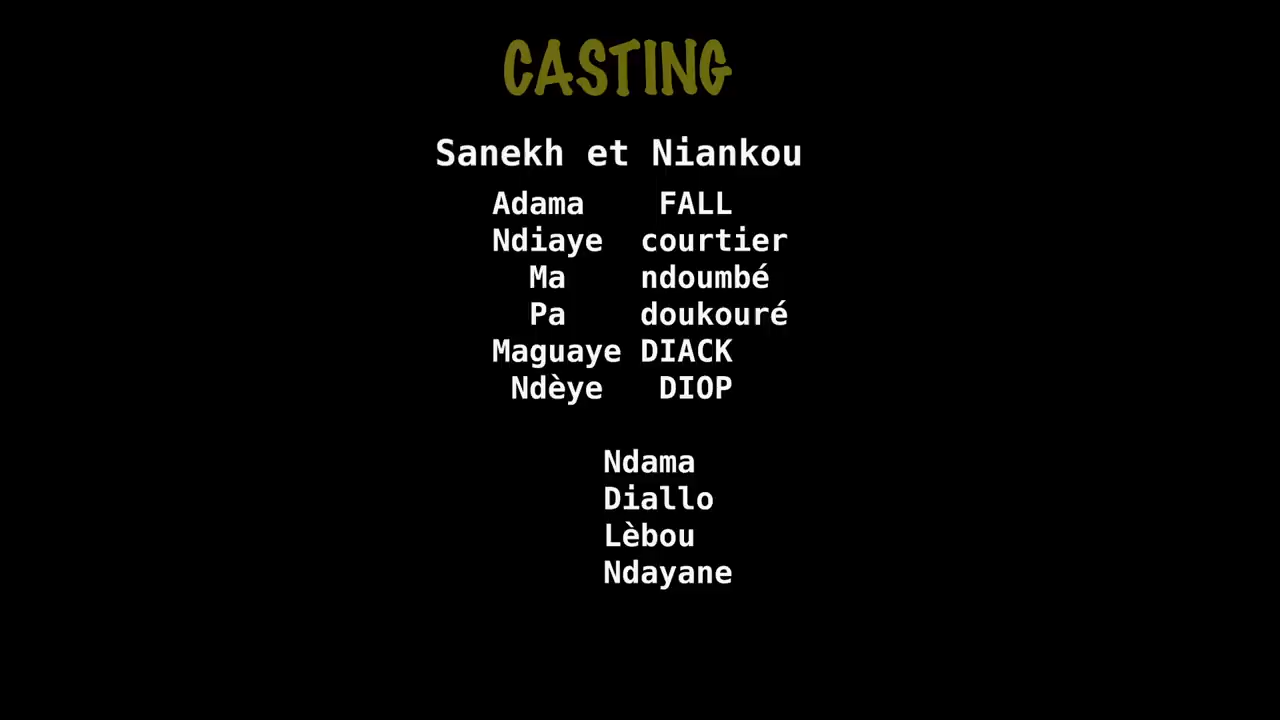 CASTING
Sanekh et Niankou
Adama FALL
Ndiaye courtier
Ma ndoumbé
Pa doukouré
Maguaye DIACK
Ndèye DIOP
Ndama
Diallo
Lèbou
Ndayane